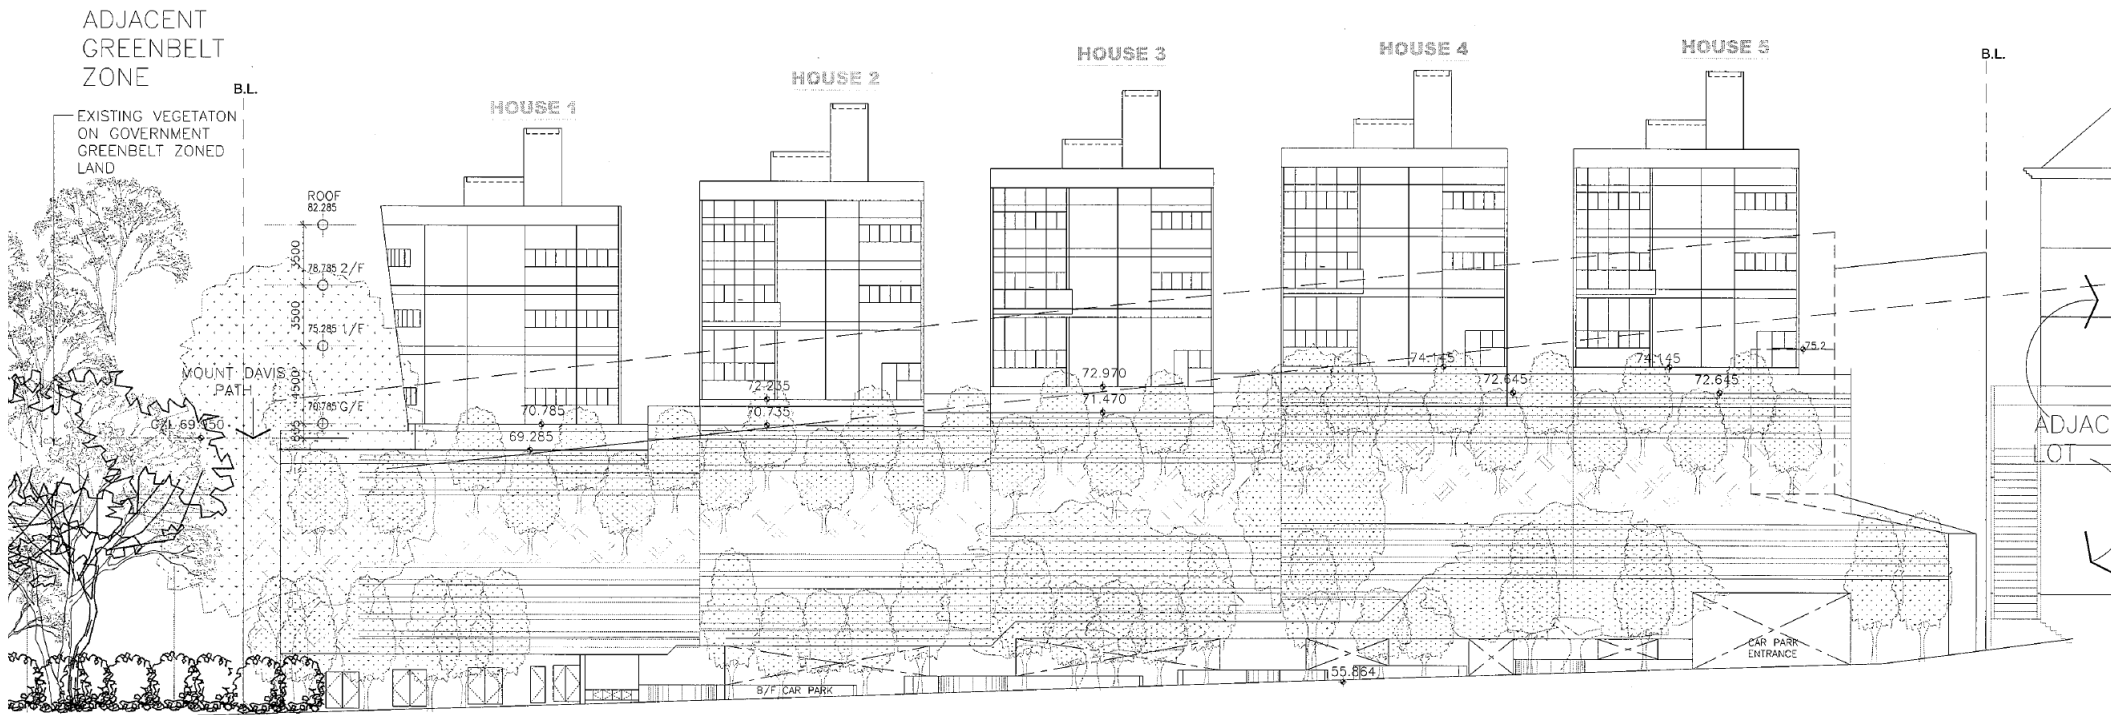 ADJACENT
GREENBELT
ZONE
B.L.
EXISTING VEGETATON
ON GOVERNMENT
GREENBELT ZONED
LAND
HOUSE 1
HOUSE 2
HOUSE 3
HOUSE 4
HOUSE 5
B.L.
ROOF
82.285
3500
78.785 2/F
3500
75.285 1/F
4500
70.785 G/F
MOUNT DAVIS
PATH
70.785
69.285
72.235
70.735
72.970
71.470
74.145
72.645
74.145
72.645
75.2
ADJAC
LOT
CAR PARK
ENTRANCE
55.864
B/F CAR PARK